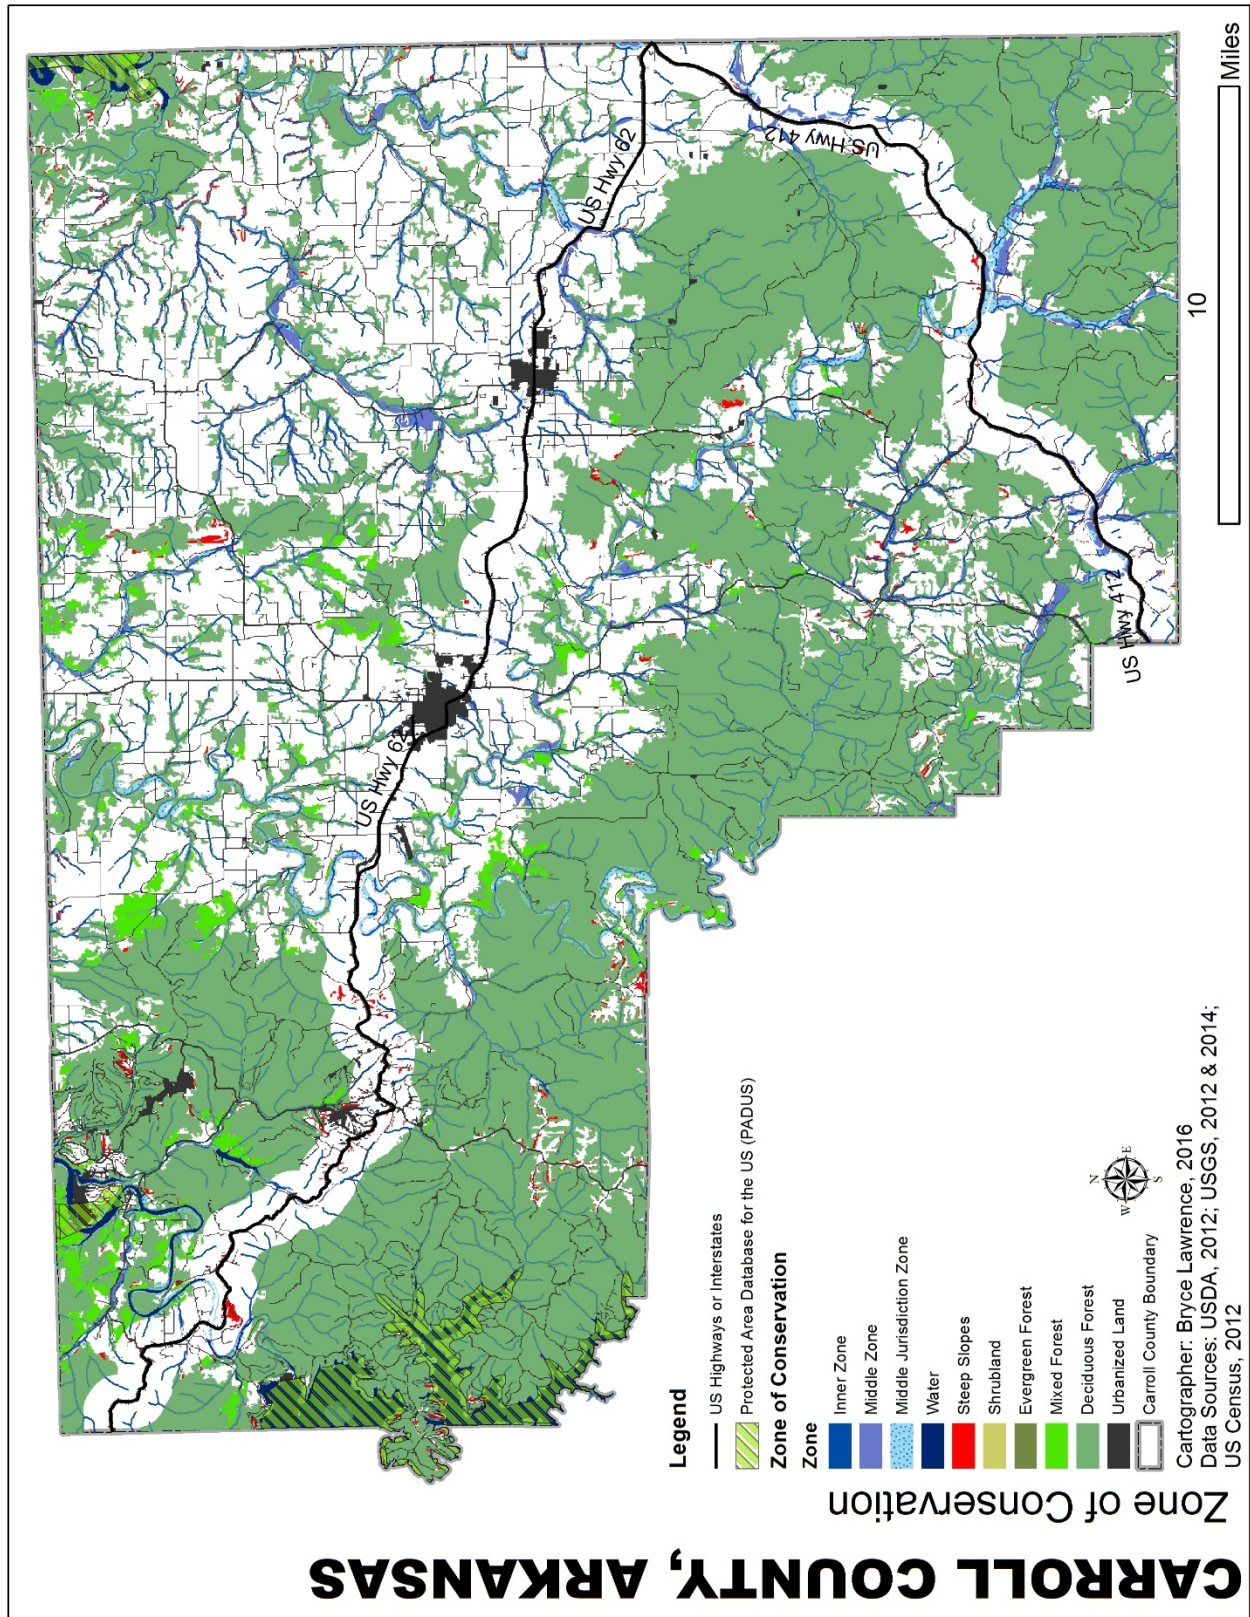 CARROLL COUNTY, ARKANSAS
Zone of Conservation
Legend
US Highways or Interstates
Protected Area Database for the US (PADUS)
Zone of Conservation
Zone
Inner Zone
Middle Zone
Middle Jurisdiction Zone
Water
Steep Slopes
Shrubland
Evergreen Forest
Mixed Forest
Deciduous Forest
Urbanized Land
Carroll County Boundary
Cartographer: Bryce Lawrence, 2016
Data Sources: USDA, 2012; USGS, 2012 & 2014;
US Census, 2012
N
W
E
S
US Hwy 62
US Hwy 62
US Hwy 412
US Hwy 412
10
Miles